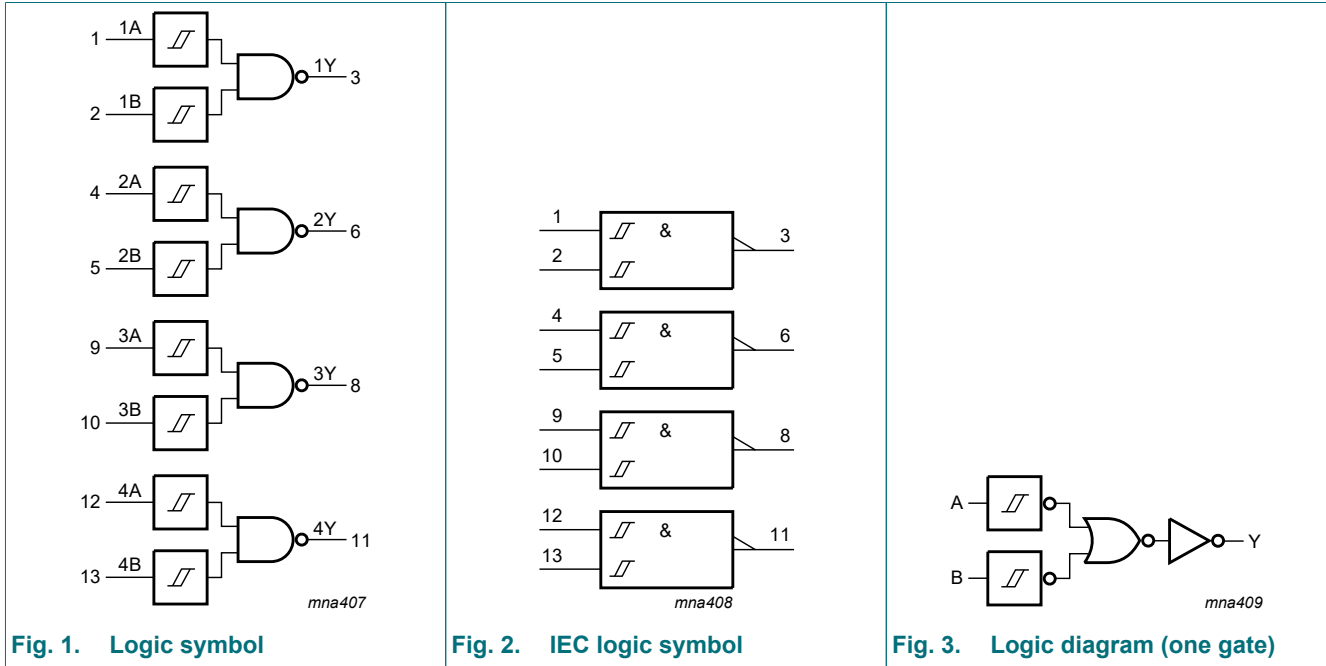 1 1A
1Y 3
2 1B
4 2A
2Y 6
5 2B
9 3A
3Y 8
10 3B
12 4A
4Y 11
13 4B
mna407
Fig. 1. Logic symbol
1 & 3
2
4 & 6
5
9 & 8
10
12 & 11
13
mna408
Fig. 2. IEC logic symbol
A
Y
B
mna409
Fig. 3. Logic diagram (one gate)